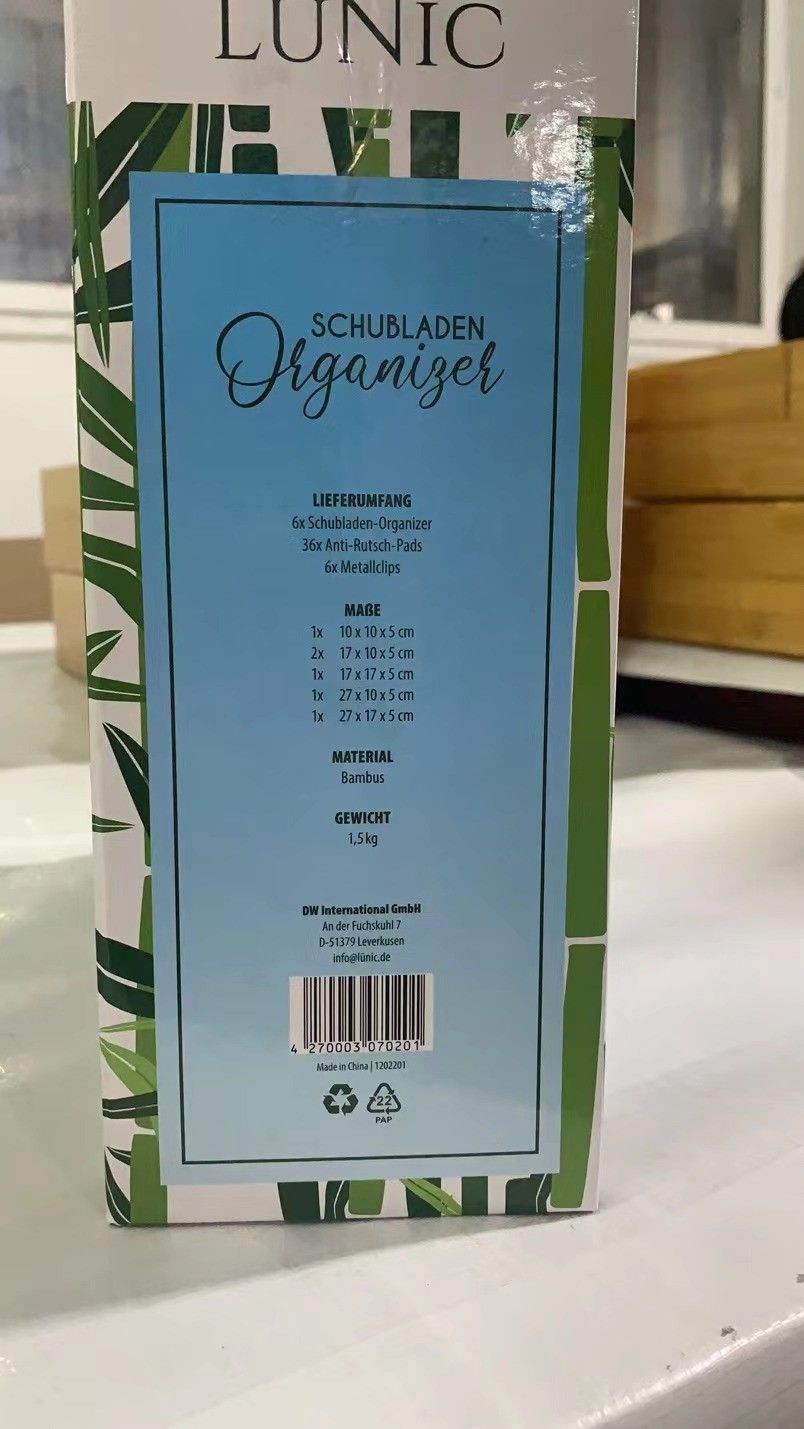 LÜNIC
SCHUBLADEN
Organizer
LIEFERUMFANG
6x Schubladen-Organizer
36x Anti-Rutsch-Pads
6x Metallclips
MAßE
1x 10 x 10 x 5 cm
2x 17 x 10 x 5 cm
1x 17 x 17 x 5 cm
1x 27 x 10 x 5 cm
1x 27 x 17 x 5 cm
MATERIAL
Bambus
GEWICHT
1,5 kg
DW International GmbH
An der Fuchskuhl 7
D-51379 Leverkusen
info@lünic.de
4 270003 070201
Made in China | 1202201
22
PAP